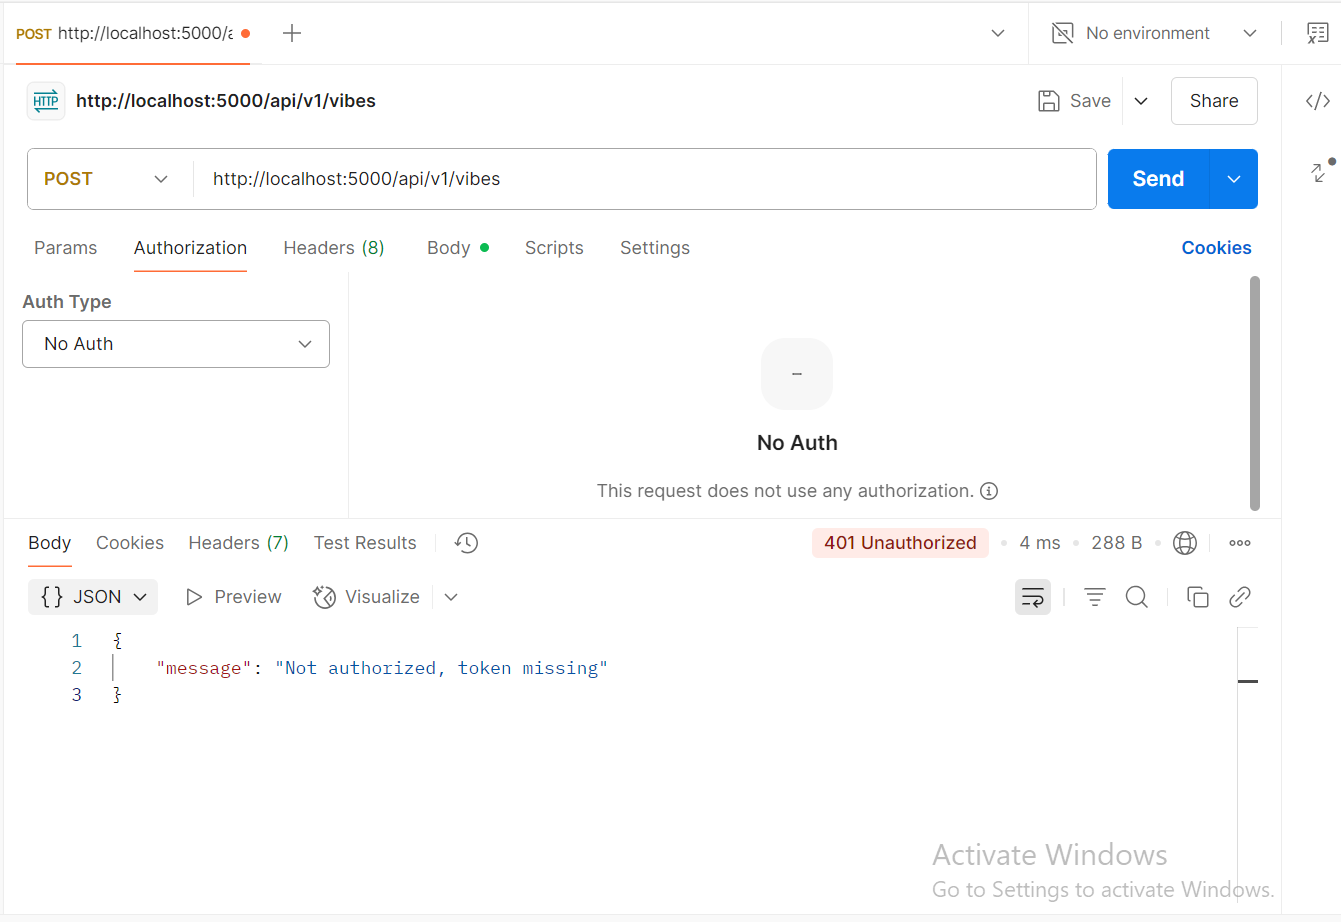 POST http://localhost:5000/a
No environment
HTTP http://localhost:5000/api/v1/vibes
Save
Share
POST
http://localhost:5000/api/v1/vibes
Send
Params
Authorization
Headers (8)
Body
Scripts
Settings
Cookies
Auth Type
No Auth
No Auth
This request does not use any authorization.
Body
Cookies
Headers (7)
Test Results
401 Unauthorized
4 ms
288 B
{} JSON
Preview
Visualize
1 {
2 "message": "Not authorized, token missing"
3 }
Activate Windows
Go to Settings to activate Windows.